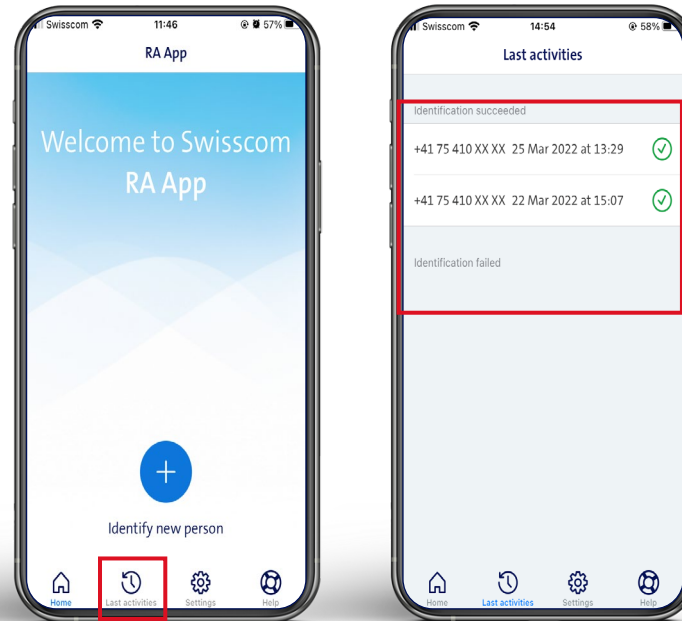 Swisscom 11:46 57%
RA App
Welcome to Swisscom
RA App
Identify new person
Home Last activities Settings Help
Swisscom 14:54 58%
Last activities
Identification succeeded
+41 75 410 XX XX 25 Mar 2022 at 13:29
+41 75 410 XX XX 22 Mar 2022 at 15:07
Identification failed
Home Last activities Settings Help